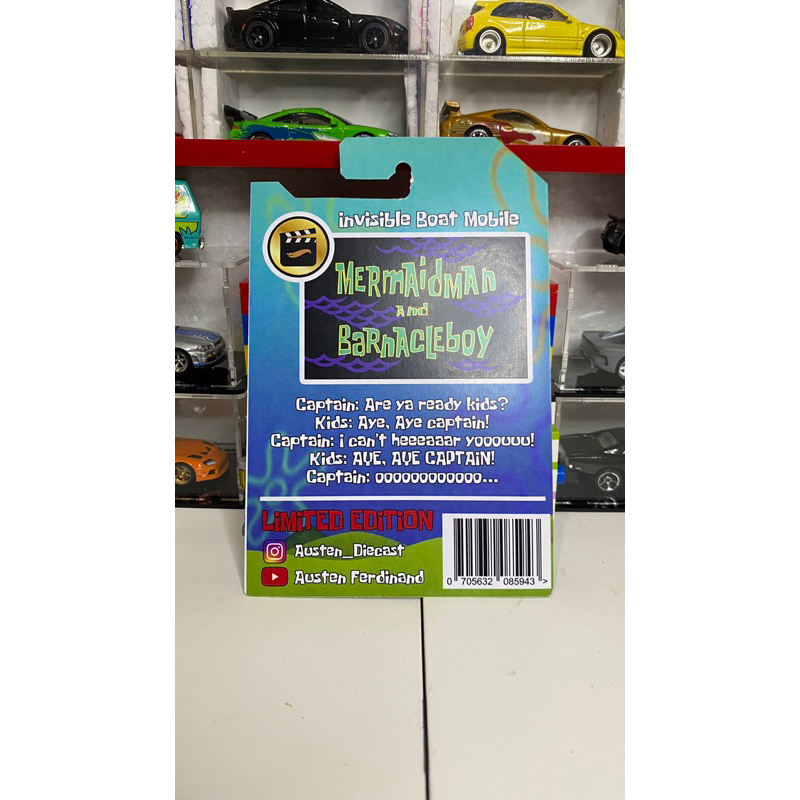 invisible Boat Mobile
MERMAiDMAN
AND
BARNACLEBOY
Captain: Are ya ready kids?
Kids: Aye, Aye captain!
Captain: i can't heeeaaar yooouuu!
Kids: AYE, AYE CAPTAIN!
Captain: oooooooooooo...
LiMiTED EDiTiON
Austen_Diecast
Austen Ferdinand
0 705632 085943 >